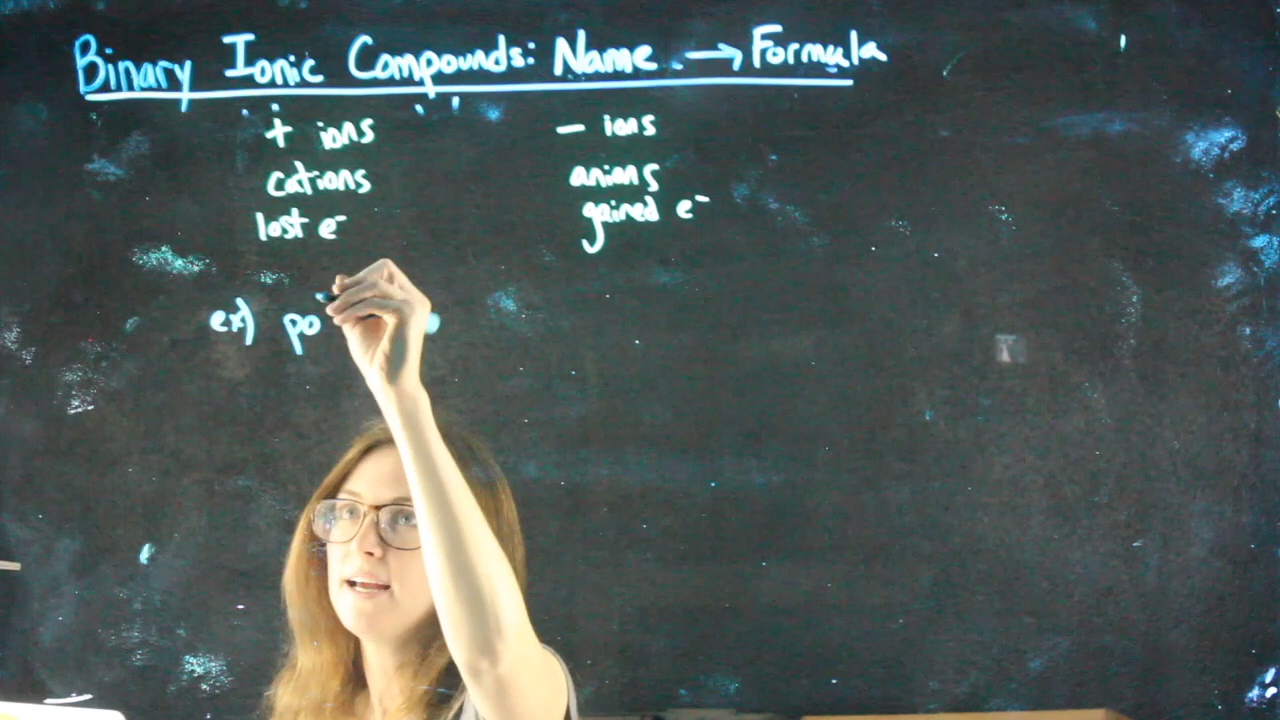 Binary Ionic Compounds: Name → Formula
+ ions − ions
cations anions
lost e⁻ gained e⁻
ex) po